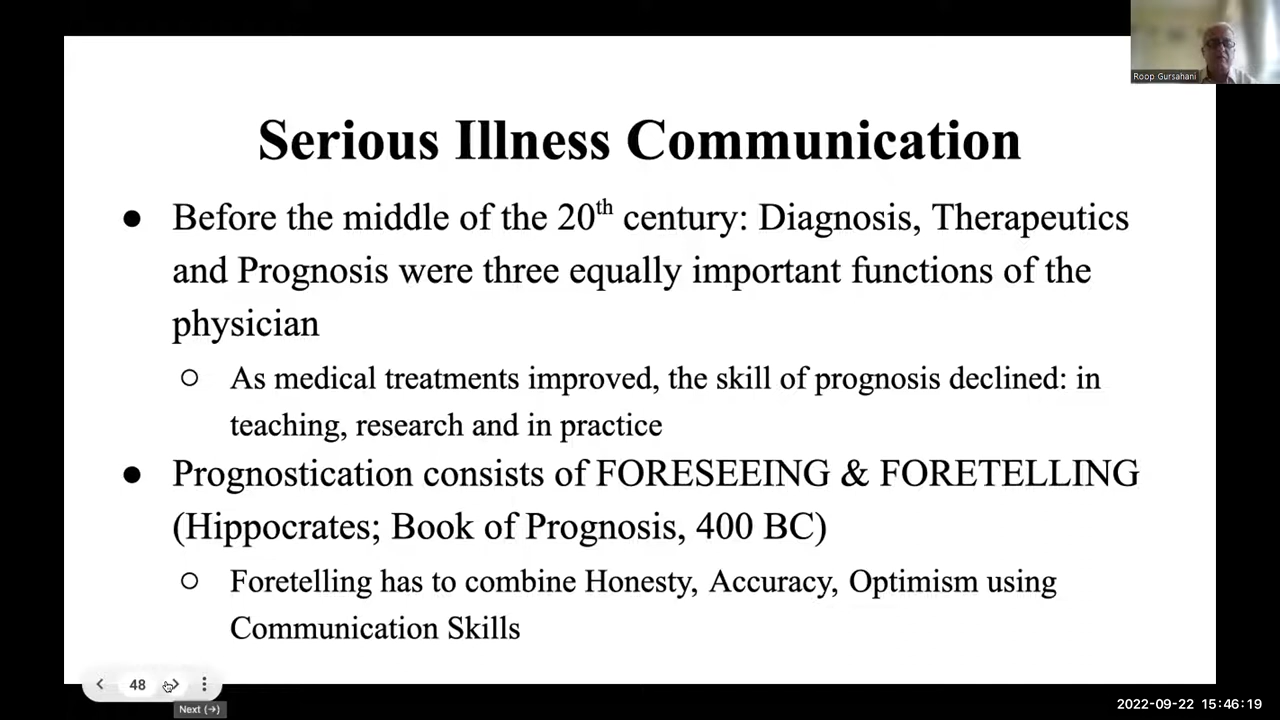 Roop Gursahani
Serious Illness Communication
● Before the middle of the 20th century: Diagnosis, Therapeutics
and Prognosis were three equally important functions of the
physician
○ As medical treatments improved, the skill of prognosis declined: in
teaching, research and in practice
● Prognostication consists of FORESEEING & FORETELLING
(Hippocrates; Book of Prognosis, 400 BC)
○ Foretelling has to combine Honesty, Accuracy, Optimism using
Communication Skills
48
Next (→)
2022-09-22 15:46:19